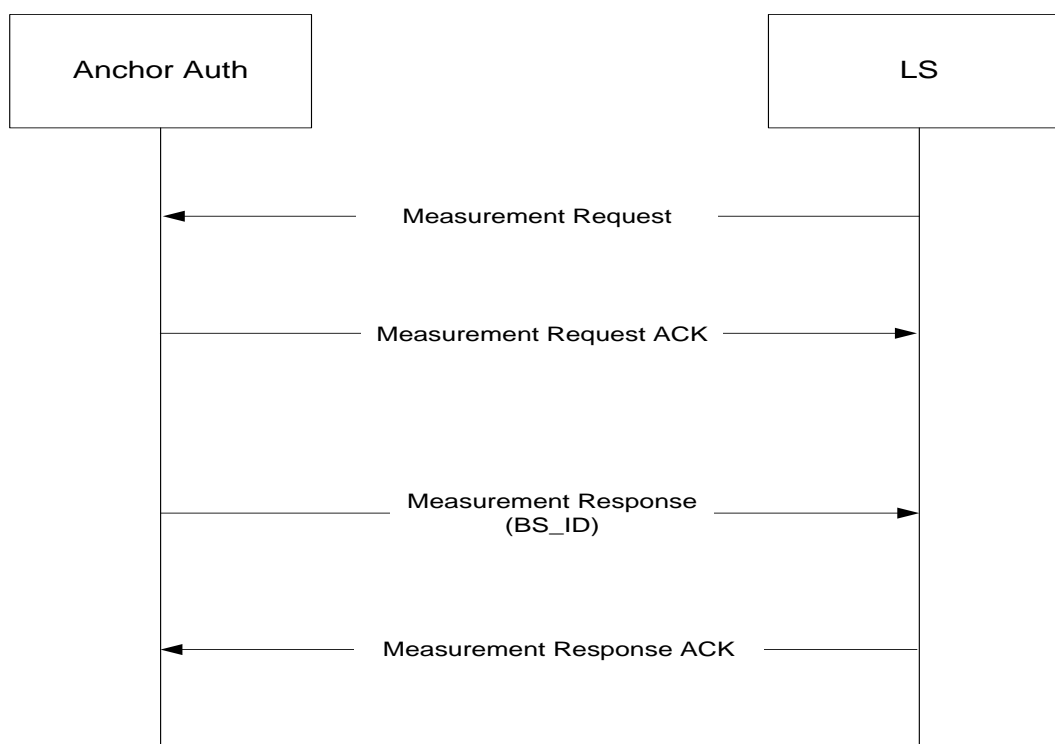 Anchor Auth
LS
Measurement Request
Measurement Request ACK
Measurement Response
(BS_ID)
Measurement Response ACK